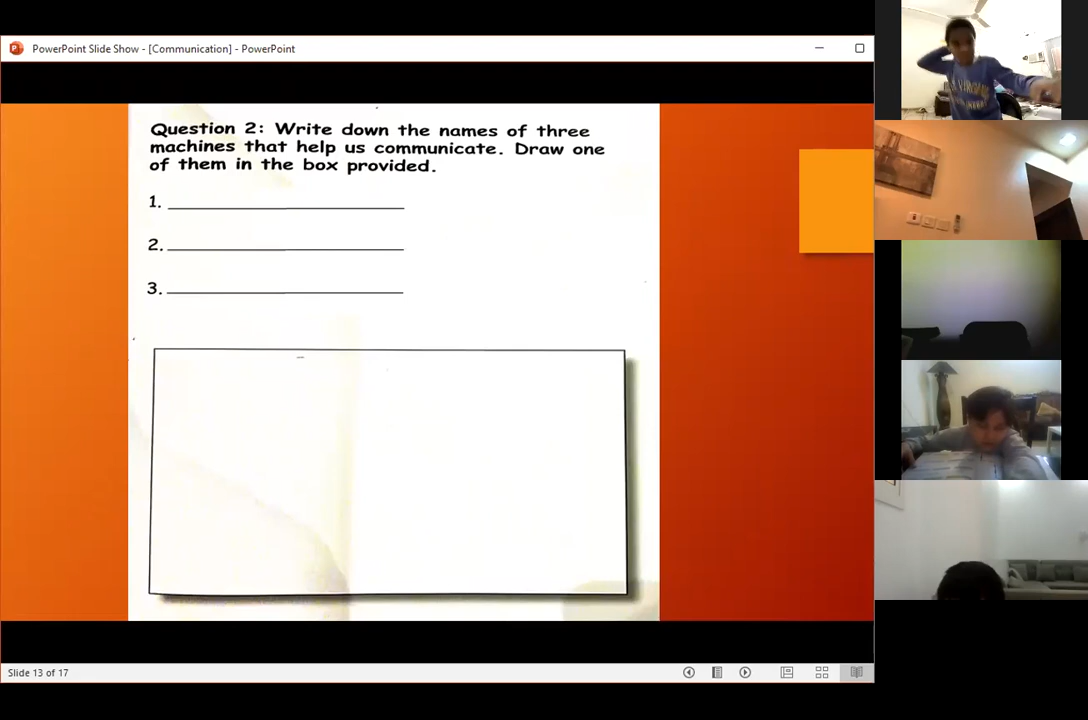 PowerPoint Slide Show - [Communication] - PowerPoint
Question 2: Write down the names of three
machines that help us communicate. Draw one
of them in the box provided.
1.
2.
3.
Slide 13 of 17